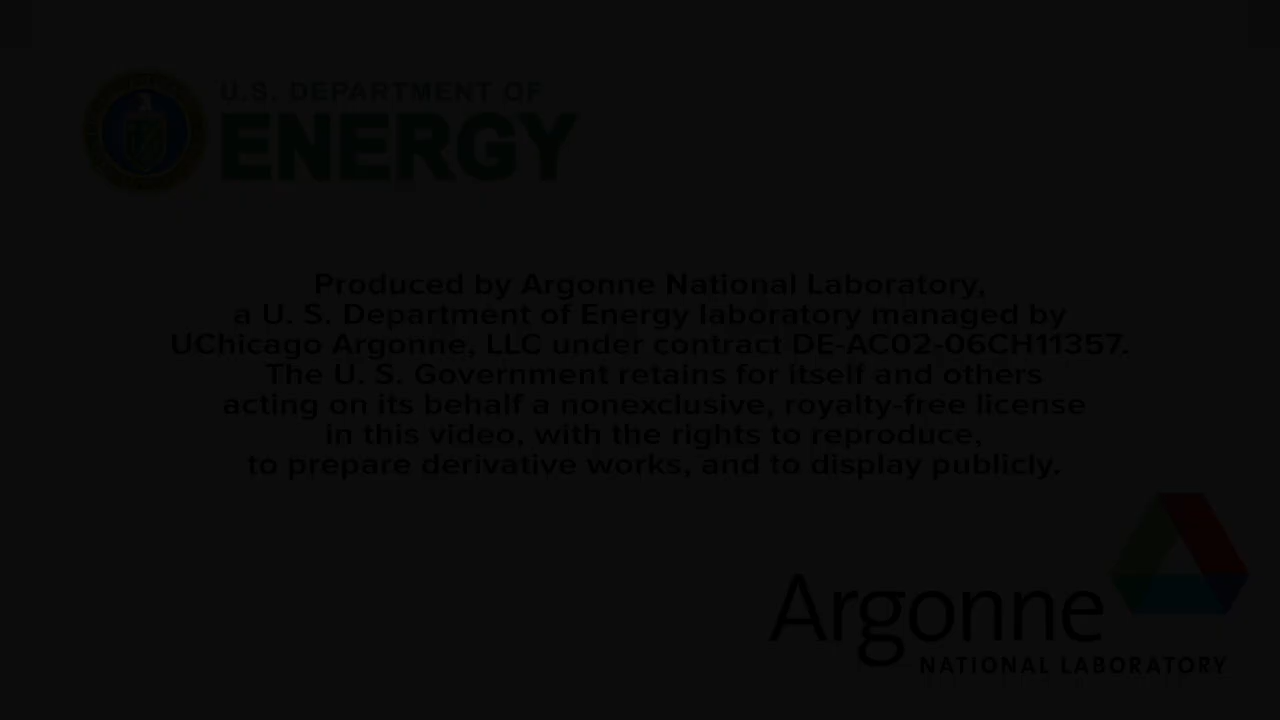 U.S. DEPARTMENT OF
ENERGY
Produced by Argonne National Laboratory,
a U. S. Department of Energy laboratory managed by
UChicago Argonne, LLC under contract DE-AC02-06CH11357.
The U. S. Government retains for itself and others
acting on its behalf a nonexclusive, royalty-free license
in this video, with the rights to reproduce,
to prepare derivative works, and to display publicly.
Argonne
NATIONAL LABORATORY